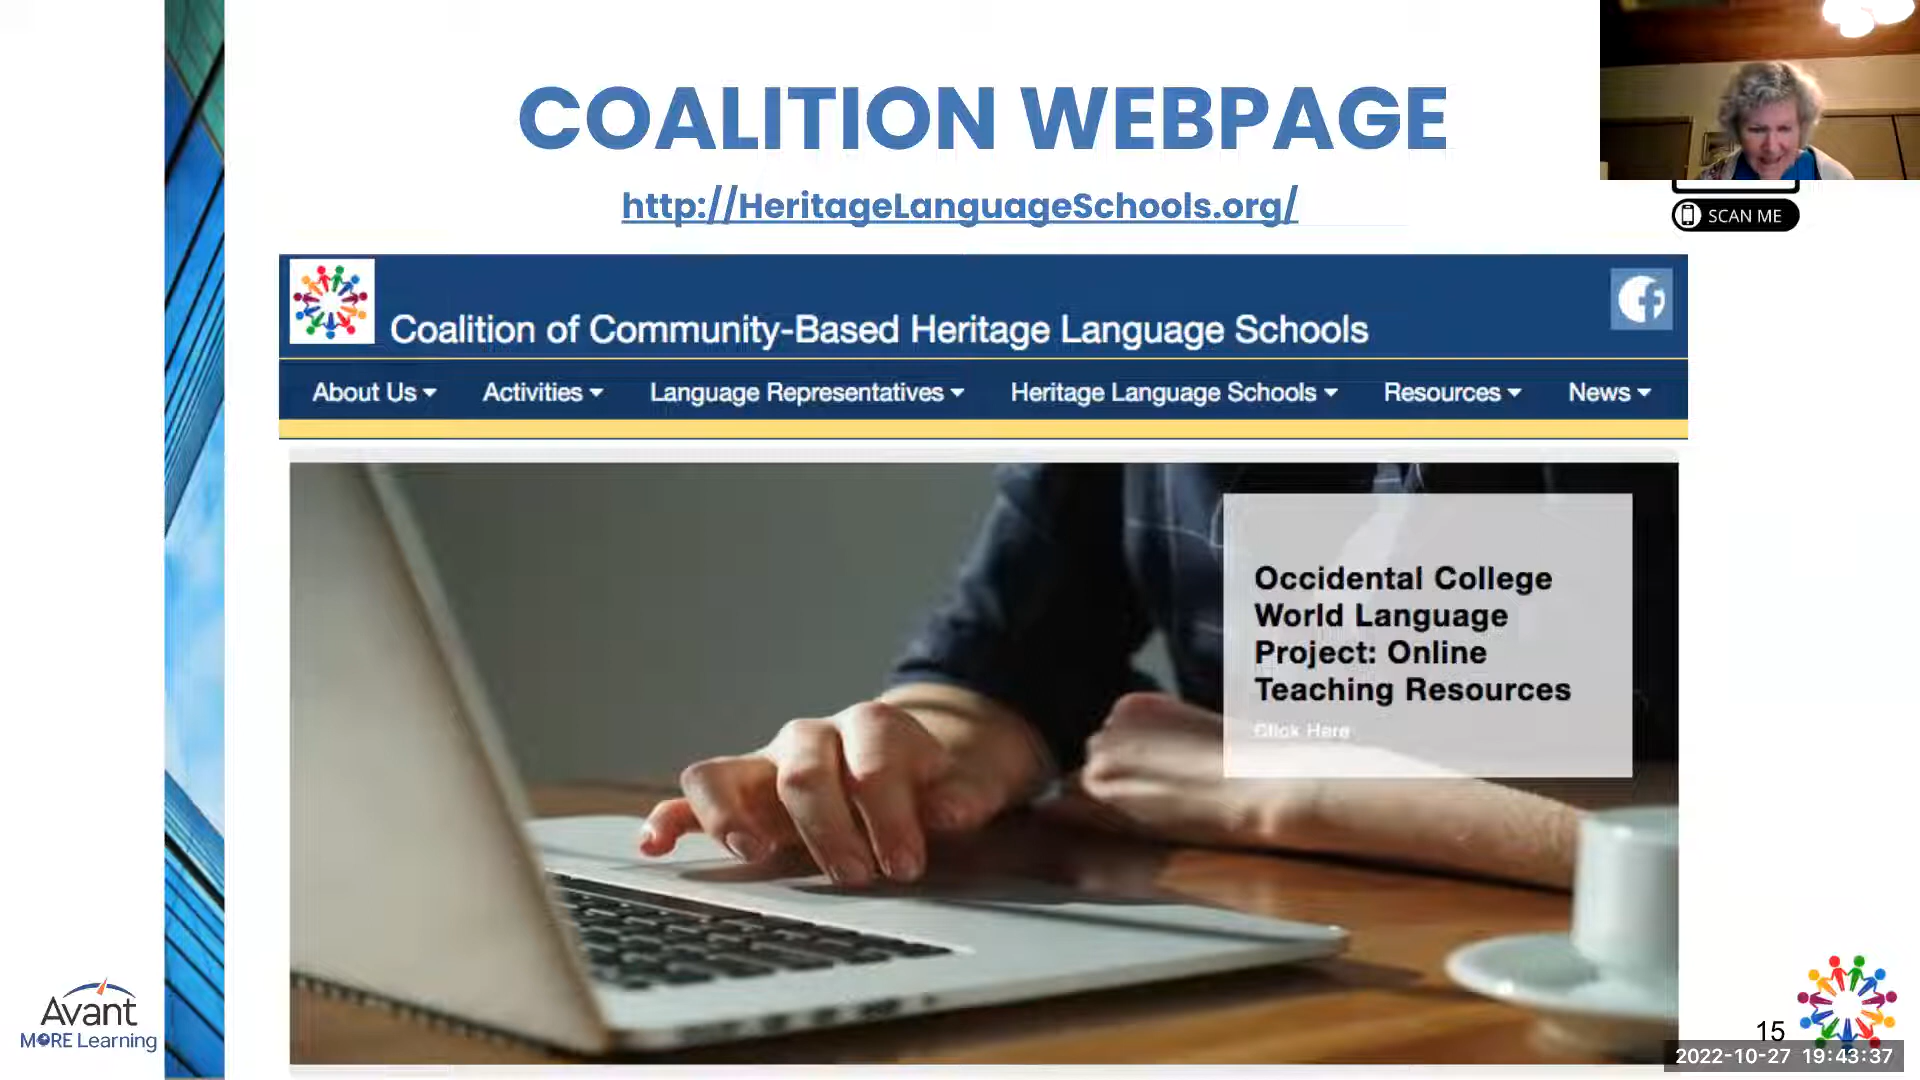 COALITION WEBPAGE
http://HeritageLanguageSchools.org/
SCAN ME
Coalition of Community-Based Heritage Language Schools
About Us
Activities
Language Representatives
Heritage Language Schools
Resources
News
Occidental College
World Language
Project: Online
Teaching Resources
Click Here
Avant
MORE Learning
15
2022-10-27 19:43:37